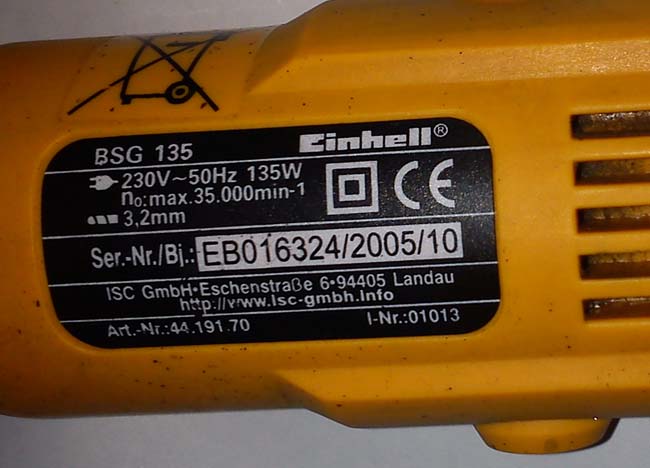 BSG 135 Einhell®
230V~50Hz 135W
n₀:max.35.000min-1
3,2mm
CE
Ser.-Nr./Bj.: EB016324/2005/10
ISC GmbH•Eschenstraße 6•94405 Landau
http://www.isc-gmbh.info
Art.-Nr.:44.191.70 I-Nr.:01013